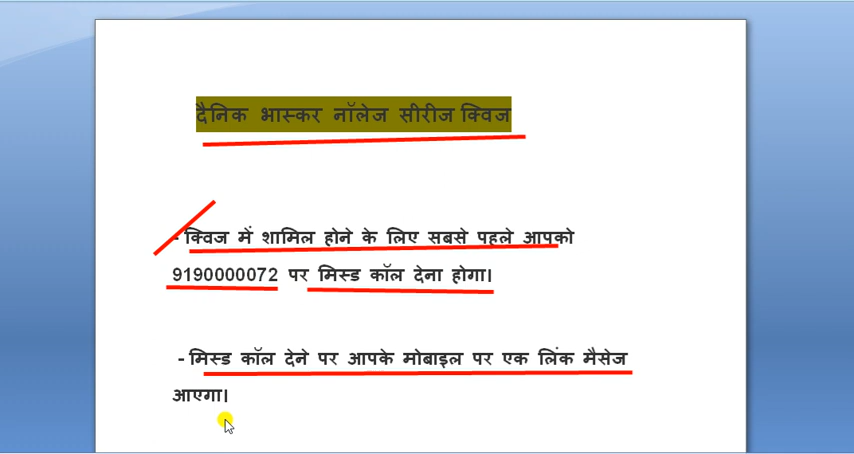 दैनिक भास्कर नॉलेज सीरीज क्विज
- क्विज में शामिल होने के लिए सबसे पहले आपको
9190000072 पर मिस्ड कॉल देना होगा।
- मिस्ड कॉल देने पर आपके मोबाइल पर एक लिंक मैसेज
आएगा।